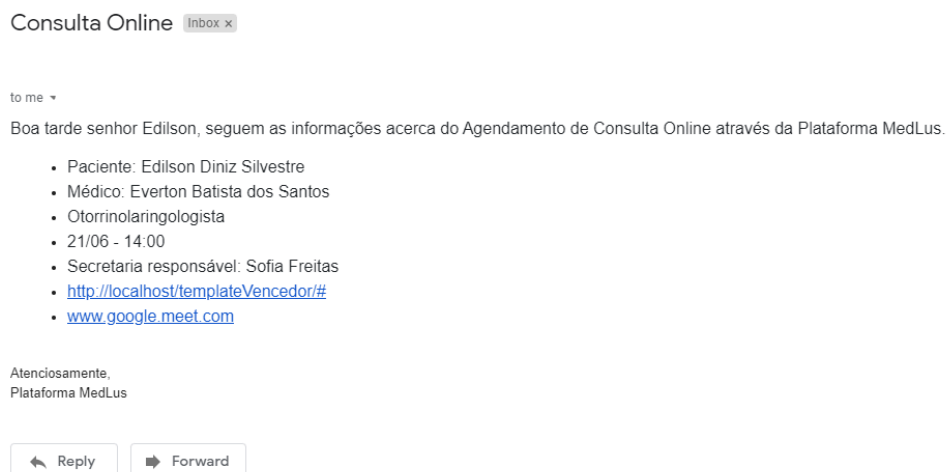 Consulta Online Inbox x
to me
Boa tarde senhor Edilson, seguem as informações acerca do Agendamento de Consulta Online através da Plataforma MedLus.
• Paciente: Edilson Diniz Silvestre
• Médico: Everton Batista dos Santos
• Otorrinolaringologista
• 21/06 - 14:00
• Secretaria responsável: Sofia Freitas
• http://localhost/templateVencedor/#
• www.google.meet.com
Atenciosamente,
Plataforma MedLus
Reply Forward